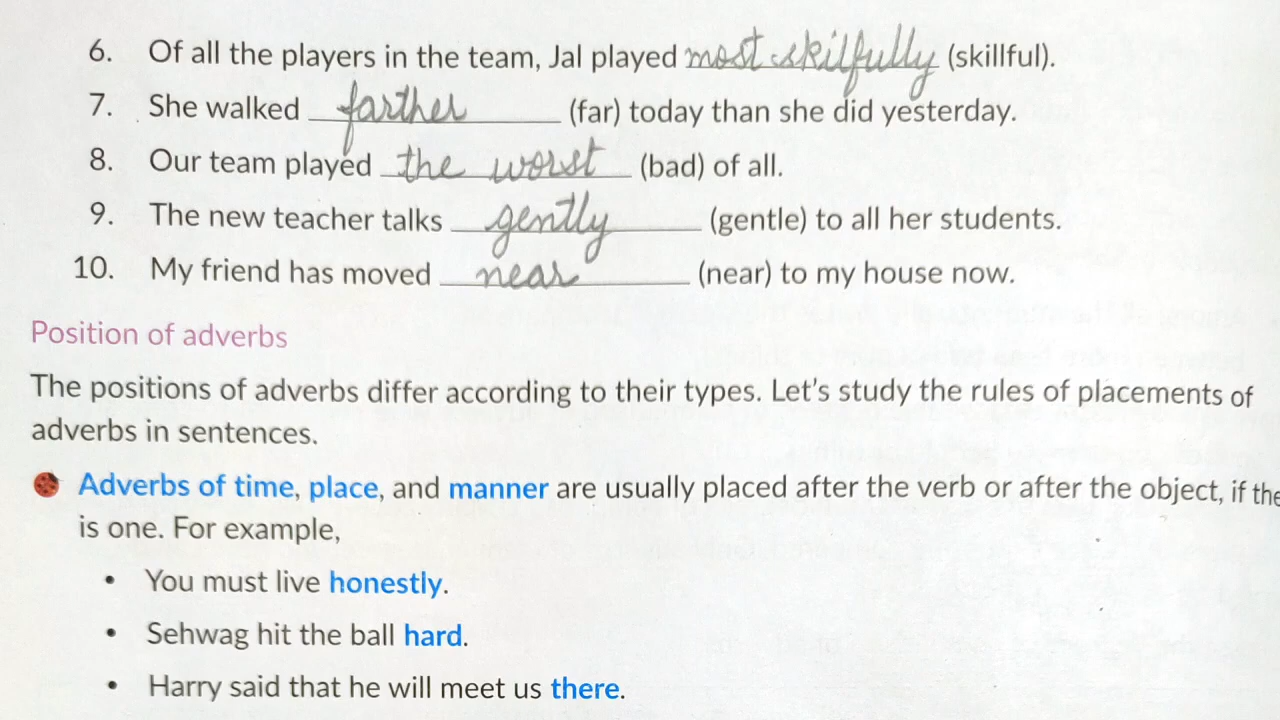 6. Of all the players in the team, Jal played most skilfully (skillful).
7. She walked farther (far) today than she did yesterday.
8. Our team played the worst (bad) of all.
9. The new teacher talks gently (gentle) to all her students.
10. My friend has moved near (near) to my house now.
Position of adverbs
The positions of adverbs differ according to their types. Let's study the rules of placements of
adverbs in sentences.
Adverbs of time, place, and manner are usually placed after the verb or after the object, if the
is one. For example,
• You must live honestly.
• Sehwag hit the ball hard.
• Harry said that he will meet us there.